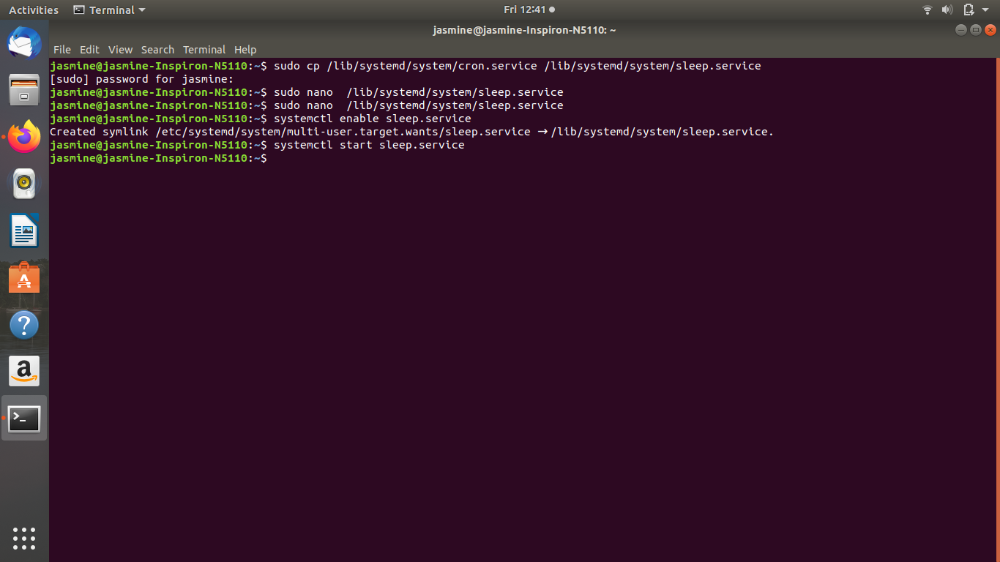 Activities Terminal Fri 12:41
jasmine@jasmine-Inspiron-N5110: ~
File Edit View Search Terminal Help
jasmine@jasmine-Inspiron-N5110:~$ sudo cp /lib/systemd/system/cron.service /lib/systemd/system/sleep.service
[sudo] password for jasmine:
jasmine@jasmine-Inspiron-N5110:~$ sudo nano  /lib/systemd/system/sleep.service
jasmine@jasmine-Inspiron-N5110:~$ sudo nano  /lib/systemd/system/sleep.service
jasmine@jasmine-Inspiron-N5110:~$ systemctl enable sleep.service
Created symlink /etc/systemd/system/multi-user.target.wants/sleep.service → /lib/systemd/system/sleep.service.
jasmine@jasmine-Inspiron-N5110:~$ systemctl start sleep.service
jasmine@jasmine-Inspiron-N5110:~$